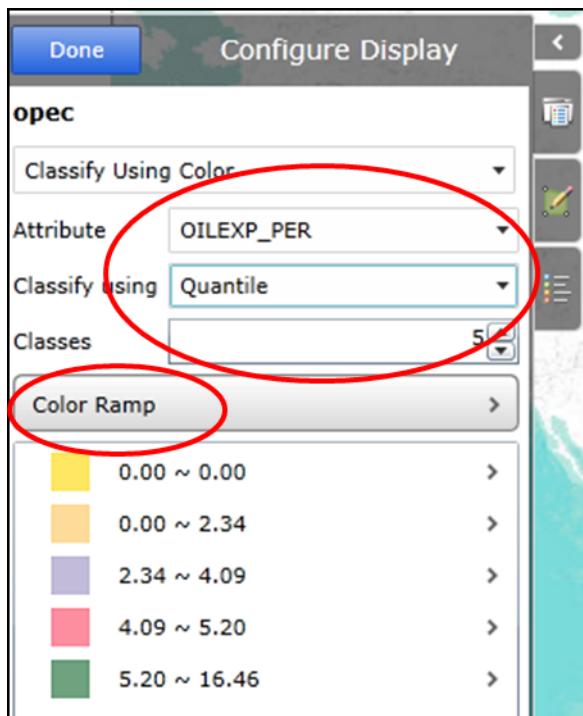 Done Configure Display
opec
Classify Using Color
Attribute OILEXP_PER
Classify using Quantile
Classes 5
Color Ramp
0.00 ~ 0.00
0.00 ~ 2.34
2.34 ~ 4.09
4.09 ~ 5.20
5.20 ~ 16.46